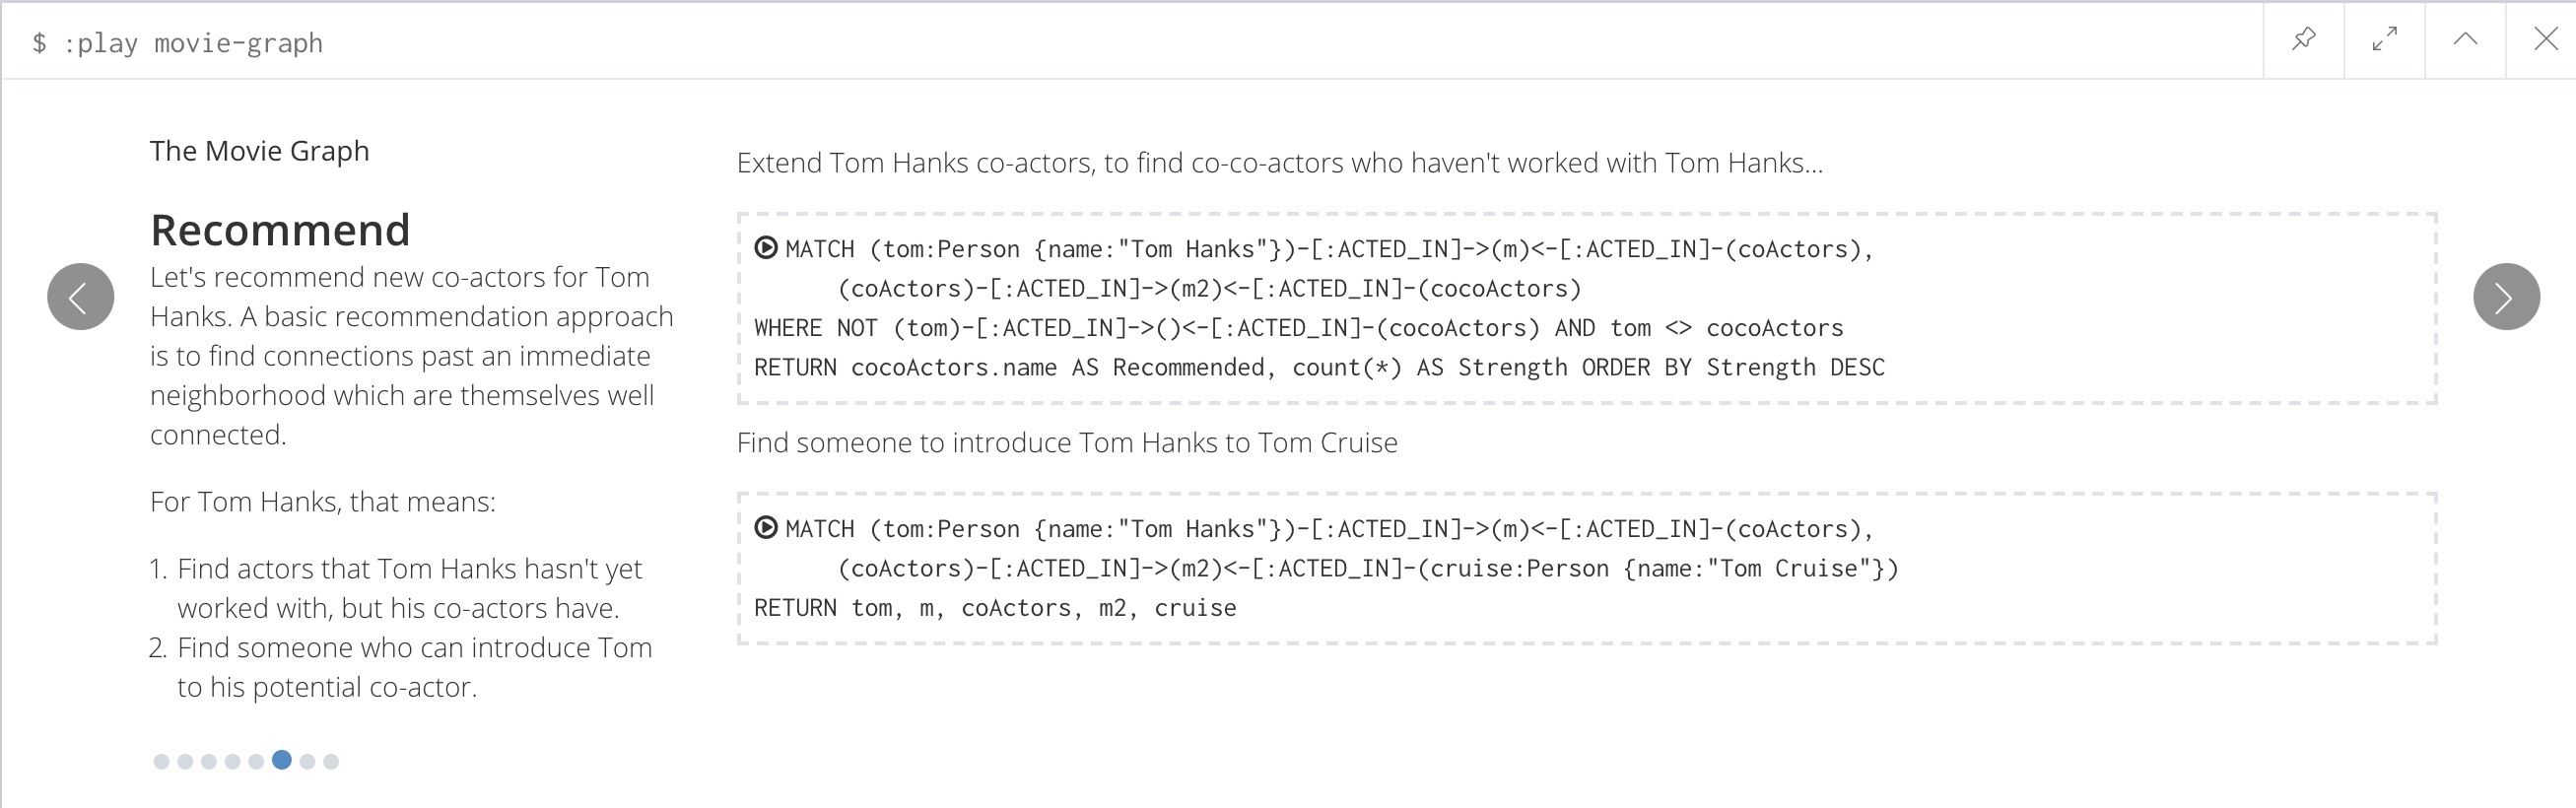 $ :play movie-graph
The Movie Graph
Recommend
Let's recommend new co-actors for Tom
Hanks. A basic recommendation approach
is to find connections past an immediate
neighborhood which are themselves well
connected.
For Tom Hanks, that means:
1. Find actors that Tom Hanks hasn't yet
worked with, but his co-actors have.
2. Find someone who can introduce Tom
to his potential co-actor.
Extend Tom Hanks co-actors, to find co-co-actors who haven't worked with Tom Hanks...
MATCH (tom:Person {name:"Tom Hanks"})-[:ACTED_IN]->(m)<-[:ACTED_IN]-(coActors),
(coActors)-[:ACTED_IN]->(m2)<-[:ACTED_IN]-(cocoActors)
WHERE NOT (tom)-[:ACTED_IN]->()<-[:ACTED_IN]-(cocoActors) AND tom <> cocoActors
RETURN cocoActors.name AS Recommended, count(*) AS Strength ORDER BY Strength DESC
Find someone to introduce Tom Hanks to Tom Cruise
MATCH (tom:Person {name:"Tom Hanks"})-[:ACTED_IN]->(m)<-[:ACTED_IN]-(coActors),
(coActors)-[:ACTED_IN]->(m2)<-[:ACTED_IN]-(cruise:Person {name:"Tom Cruise"})
RETURN tom, m, coActors, m2, cruise